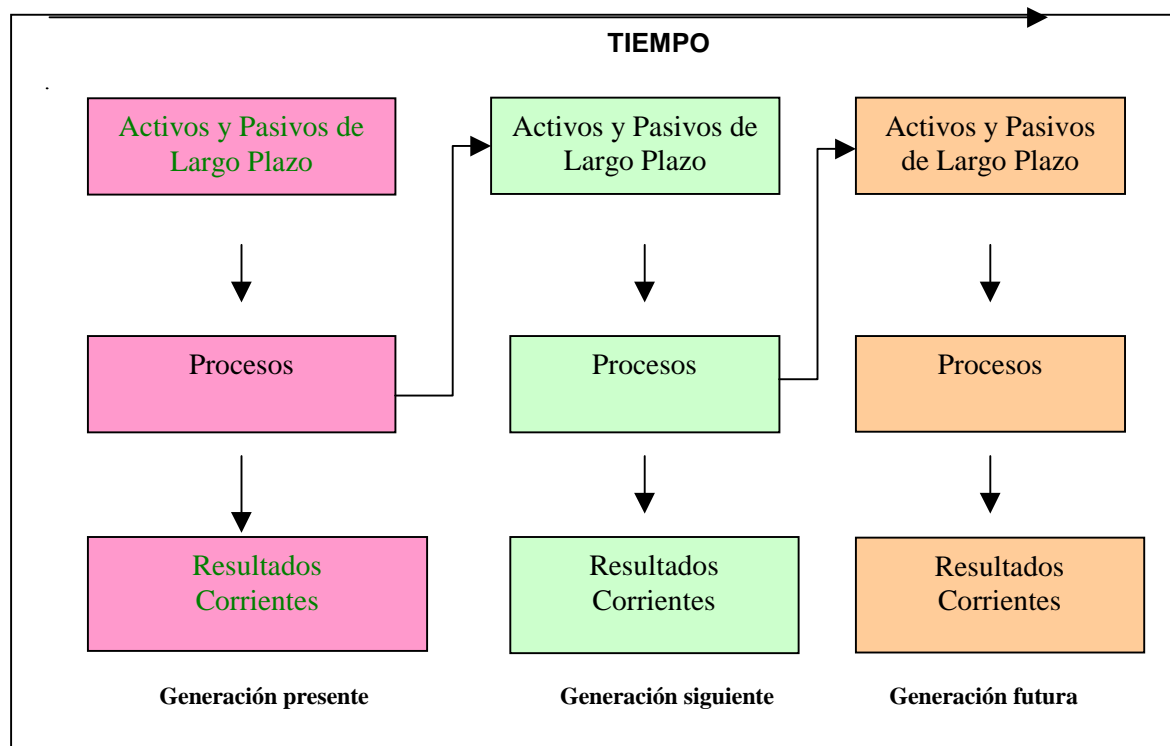 TIEMPO
Activos y Pasivos de
Largo Plazo
Activos y Pasivos de
Largo Plazo
Activos y Pasivos
de Largo Plazo
Procesos
Procesos
Procesos
Resultados
Corrientes
Resultados
Corrientes
Resultados
Corrientes
Generación presente
Generación siguiente
Generación futura